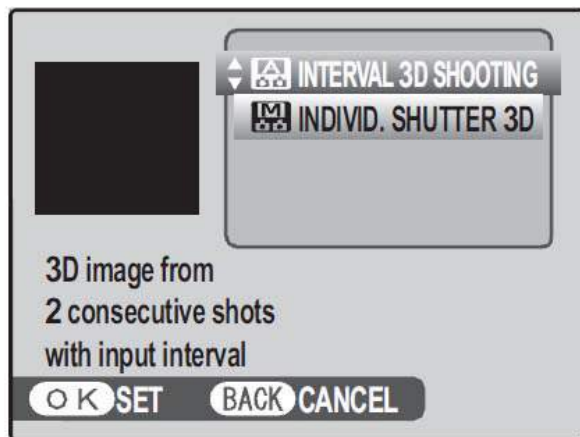 A INTERVAL 3D SHOOTING
M INDIVID. SHUTTER 3D
3D image from
2 consecutive shots
with input interval
OK SET BACK CANCEL